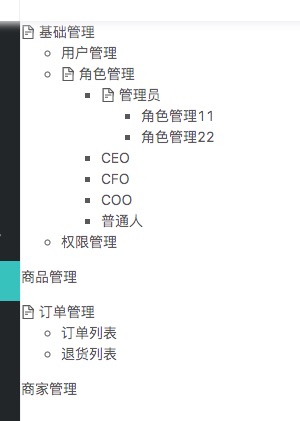 基础管理
用户管理
角色管理
管理员
角色管理11
角色管理22
CEO
CFO
COO
普通人
权限管理
商品管理
订单管理
订单列表
退货列表
商家管理